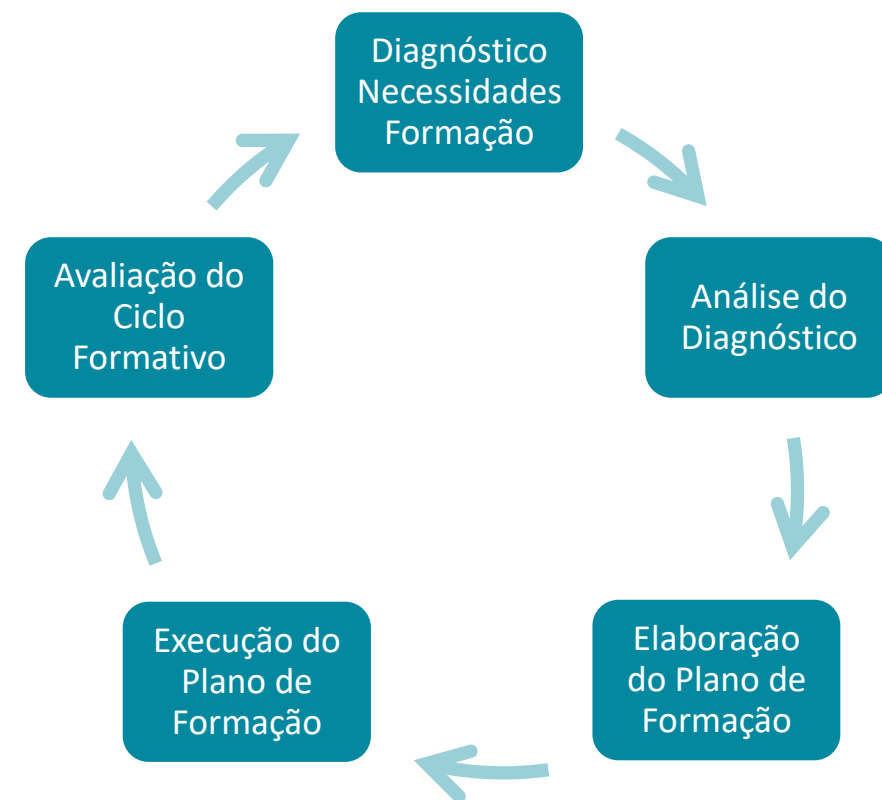 Diagnóstico
Necessidades
Formação
Análise do
Diagnóstico
Elaboração
do Plano de
Formação
Execução do
Plano de
Formação
Avaliação do
Ciclo
Formativo